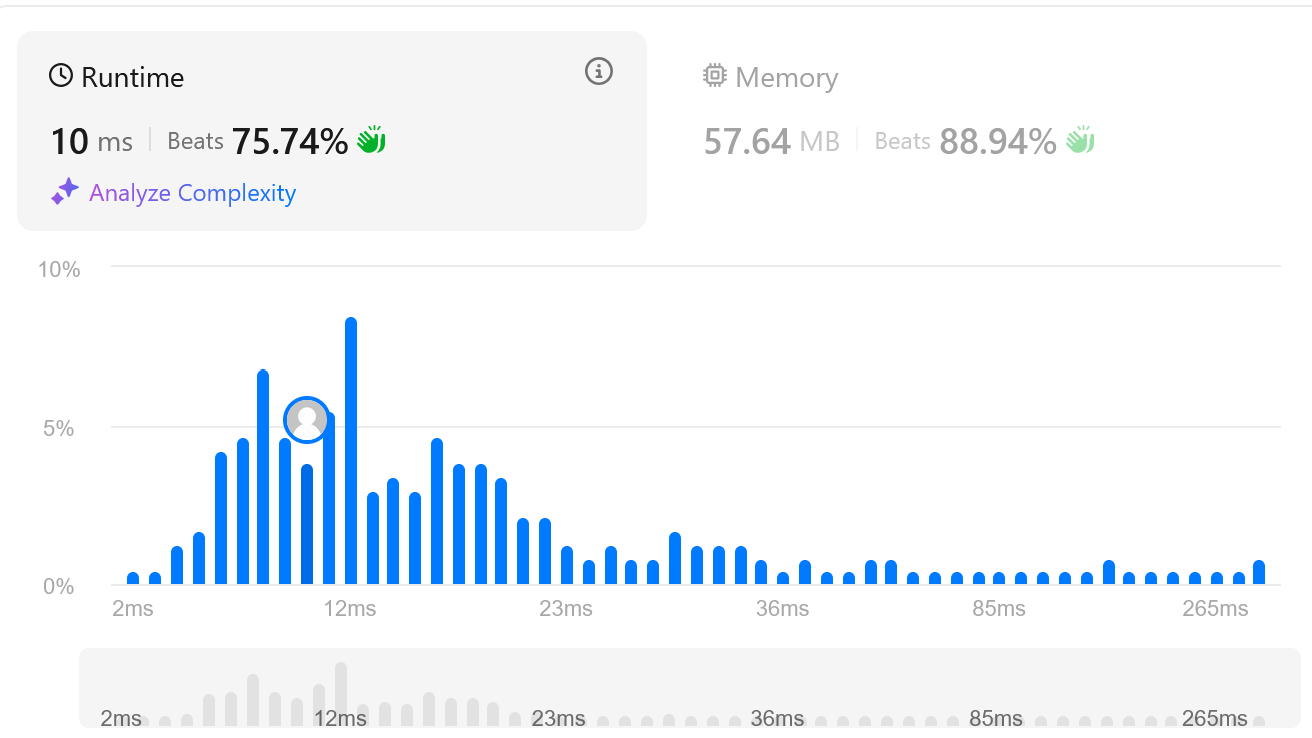 Runtime
10 ms Beats 75.74%
Analyze Complexity
Memory
57.64 MB Beats 88.94%
10%
5%
0%
2ms 12ms 23ms 36ms 85ms 265ms
2ms 12ms 23ms 36ms 85ms 265ms